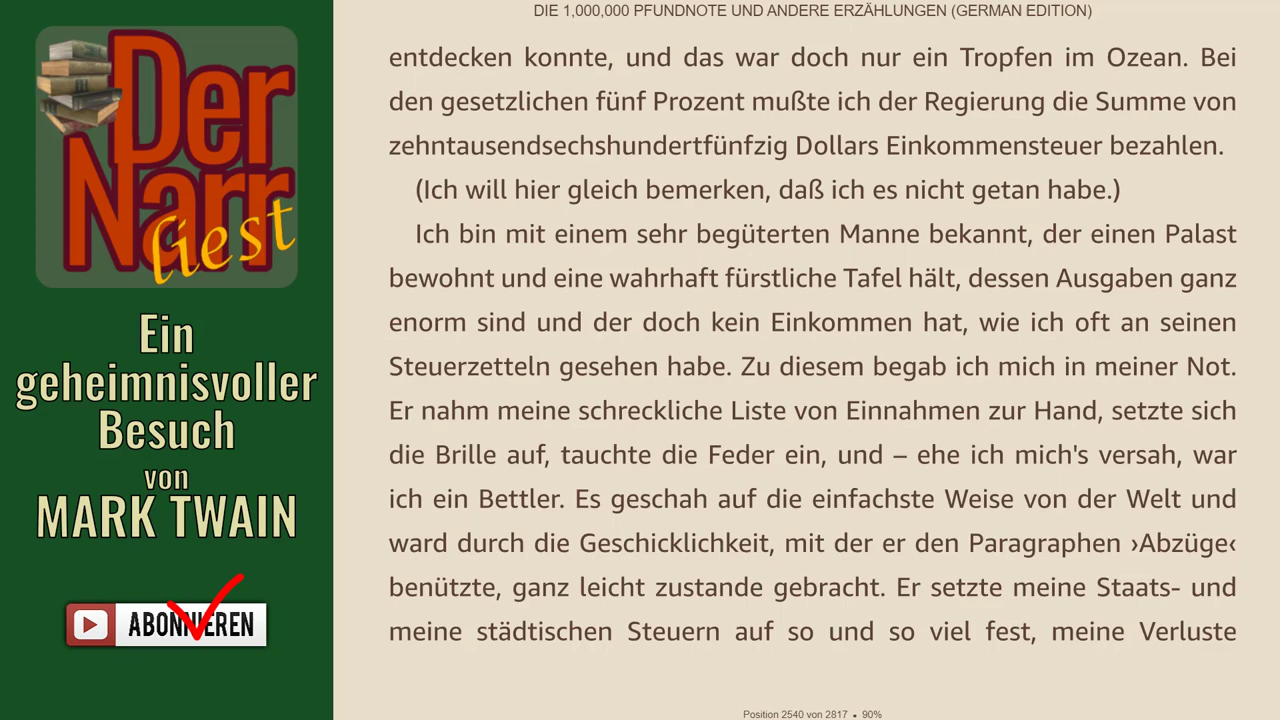 Der
Narr
liest
Ein
geheimnisvoller
Besuch
von
MARK TWAIN
ABONNIEREN
DIE 1,000,000 PFUNDNOTE UND ANDERE ERZÄHLUNGEN (GERMAN EDITION)
entdecken konnte, und das war doch nur ein Tropfen im Ozean. Bei
den gesetzlichen fünf Prozent mußte ich der Regierung die Summe von
zehntausendsechshundertfünfzig Dollars Einkommensteuer bezahlen.
(Ich will hier gleich bemerken, daß ich es nicht getan habe.)
Ich bin mit einem sehr begüterten Manne bekannt, der einen Palast
bewohnt und eine wahrhaft fürstliche Tafel hält, dessen Ausgaben ganz
enorm sind und der doch kein Einkommen hat, wie ich oft an seinen
Steuerzetteln gesehen habe. Zu diesem begab ich mich in meiner Not.
Er nahm meine schreckliche Liste von Einnahmen zur Hand, setzte sich
die Brille auf, tauchte die Feder ein, und – ehe ich mich's versah, war
ich ein Bettler. Es geschah auf die einfachste Weise von der Welt und
ward durch die Geschicklichkeit, mit der er den Paragraphen ›Abzüge‹
benützte, ganz leicht zustande gebracht. Er setzte meine Staats- und
meine städtischen Steuern auf so und so viel fest, meine Verluste
Position 2540 von 2817 • 90%